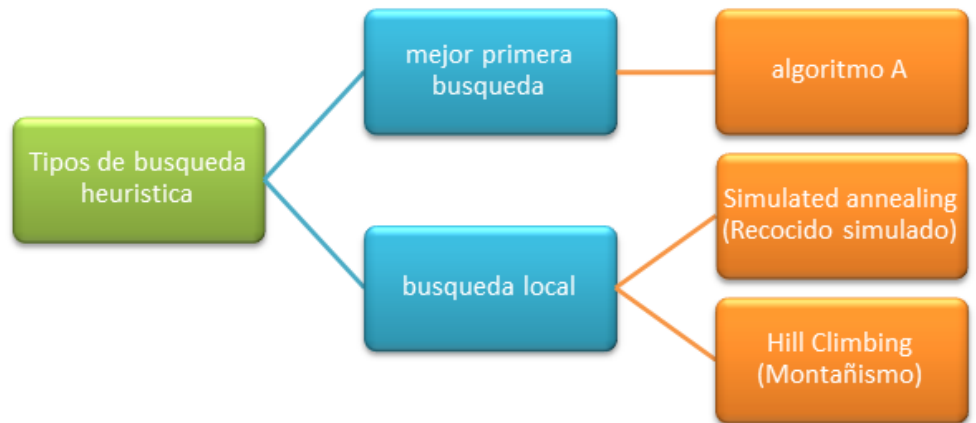 Tipos de busqueda
heuristica
mejor primera
busqueda
algoritmo A
busqueda local
Simulated annealing
(Recocido simulado)
Hill Climbing
(Montañismo)